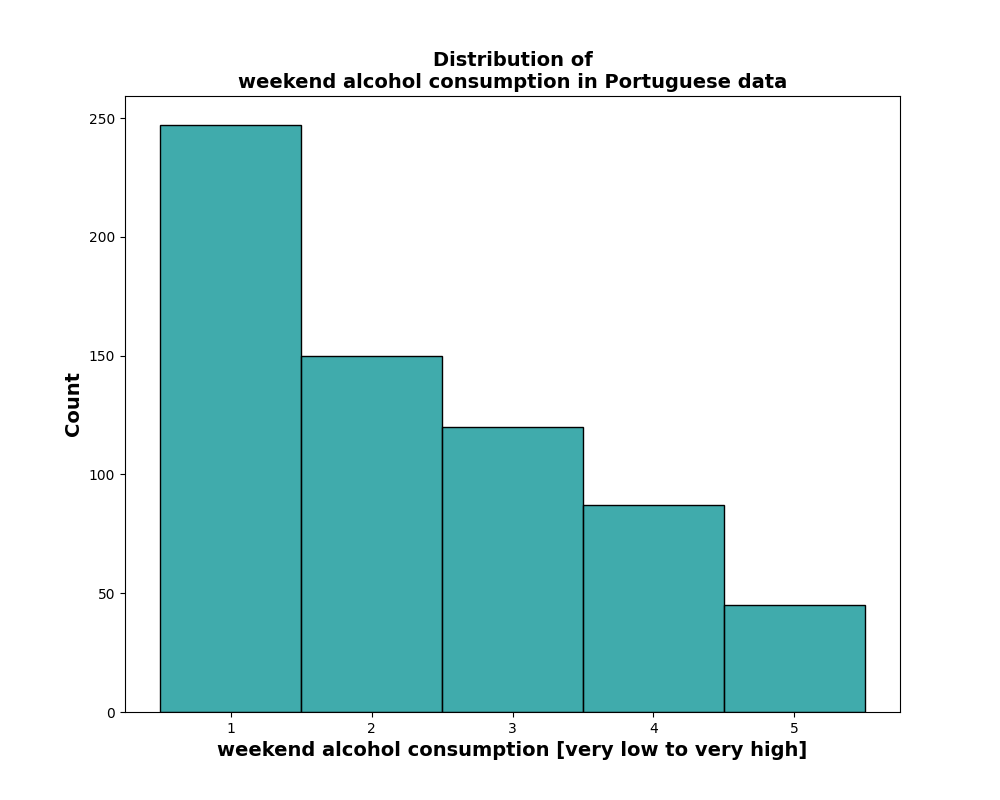 Distribution of
weekend alcohol consumption in Portuguese data
250
200
150
100
50
0
Count
1 2 3 4 5
weekend alcohol consumption [very low to very high]